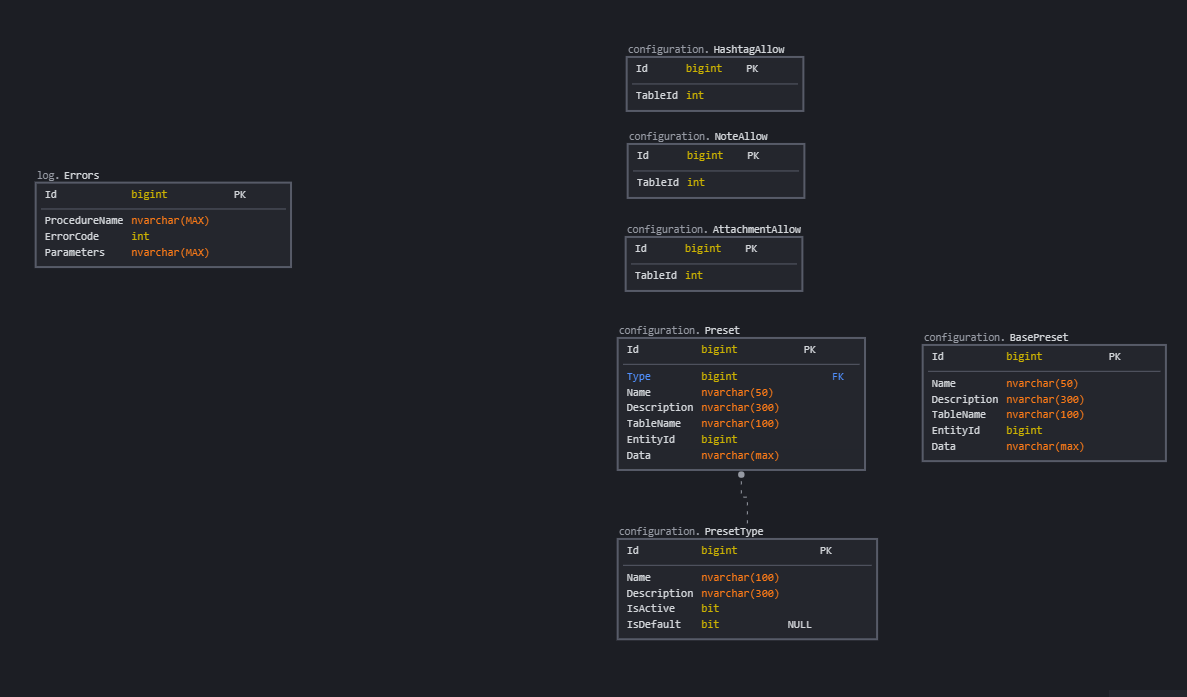 configuration. HashtagAllow
Id bigint PK
TableId int
configuration. NoteAllow
Id bigint PK
TableId int
log. Errors
Id bigint PK
ProcedureName nvarchar(MAX)
ErrorCode int
Parameters nvarchar(MAX)
configuration. AttachmentAllow
Id bigint PK
TableId int
configuration. Preset
Id bigint PK
Type bigint FK
Name nvarchar(50)
Description nvarchar(300)
TableName nvarchar(100)
EntityId bigint
Data nvarchar(max)
configuration. BasePreset
Id bigint PK
Name nvarchar(50)
Description nvarchar(300)
TableName nvarchar(100)
EntityId bigint
Data nvarchar(max)
configuration. PresetType
Id bigint PK
Name nvarchar(100)
Description nvarchar(300)
IsActive bit
IsDefault bit NULL